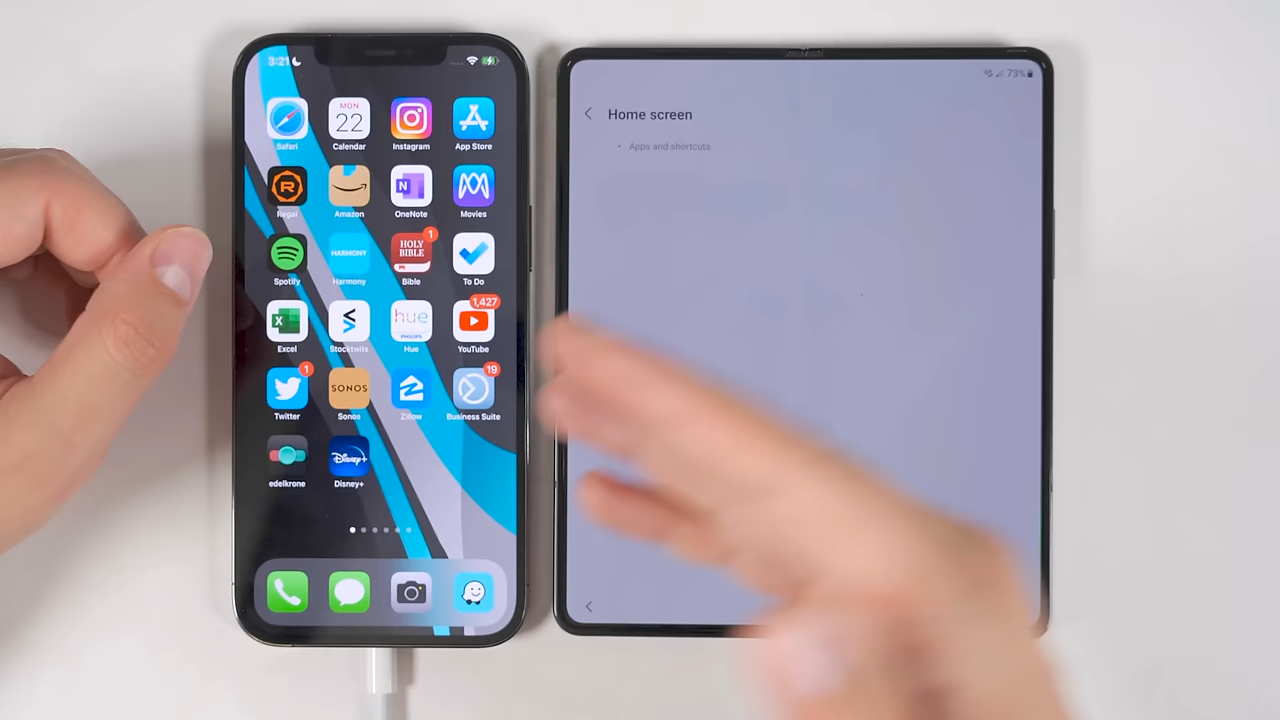 3:21
MON
22
Safari
Calendar
Instagram
App Store
R
N
Regal
Amazon
OneNote
Movies
HARMONY
HOLY
BIBLE
1
Spotify
Harmony
Bible
To Do
X
hue
PHILIPS
1,427
Excel
Stocktwits
Hue
YouTube
1
SONOS
Z
19
Twitter
Sonos
Zillow
Business Suite
Disney+
edelkrone
Disney+
73%
Home screen
• Apps and shortcuts